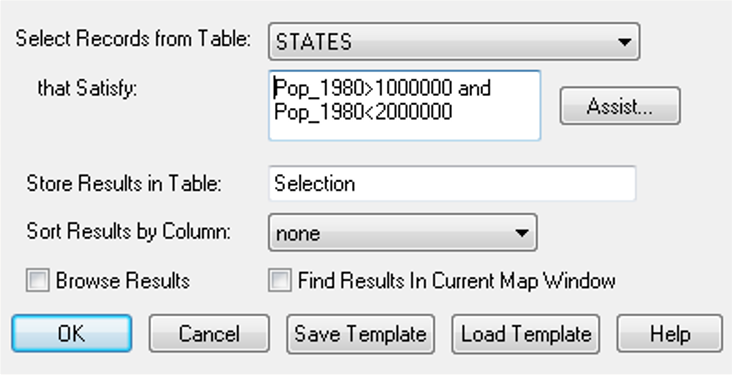 Select Records from Table: STATES
that Satisfy: Pop_1980>1000000 and
Pop_1980<2000000
Assist...
Store Results in Table: Selection
Sort Results by Column: none
Browse Results Find Results In Current Map Window
OK Cancel Save Template Load Template Help